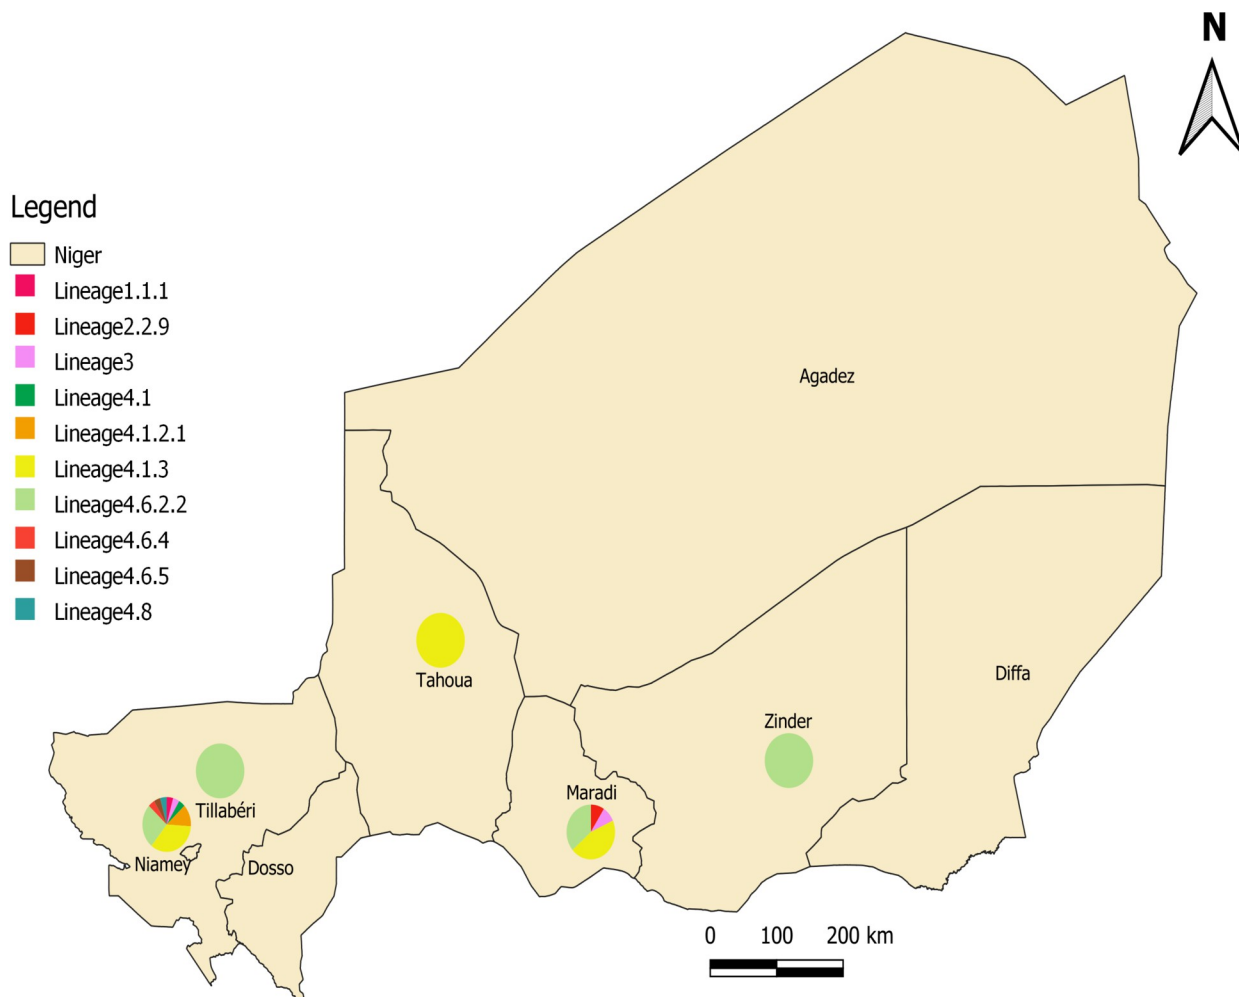 N
Legend
Niger
Lineage1.1.1
Lineage2.2.9
Lineage3
Lineage4.1
Lineage4.1.2.1
Lineage4.1.3
Lineage4.6.2.2
Lineage4.6.4
Lineage4.6.5
Lineage4.8
Agadez
Tahoua
Diffa
Zinder
Maradi
Tillabéri
Niamey
Dosso
0 100 200 km